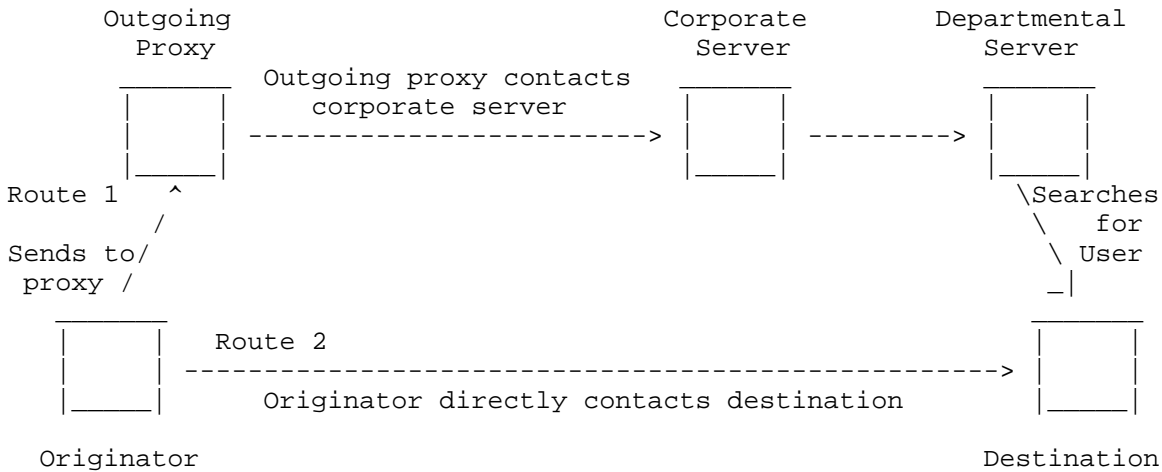 Outgoing Corporate Departmental
Proxy Server Server
Outgoing proxy contacts
corporate server
Route 1 Searches
for
Sends to User
proxy
Route 2
Originator directly contacts destination
Originator Destination